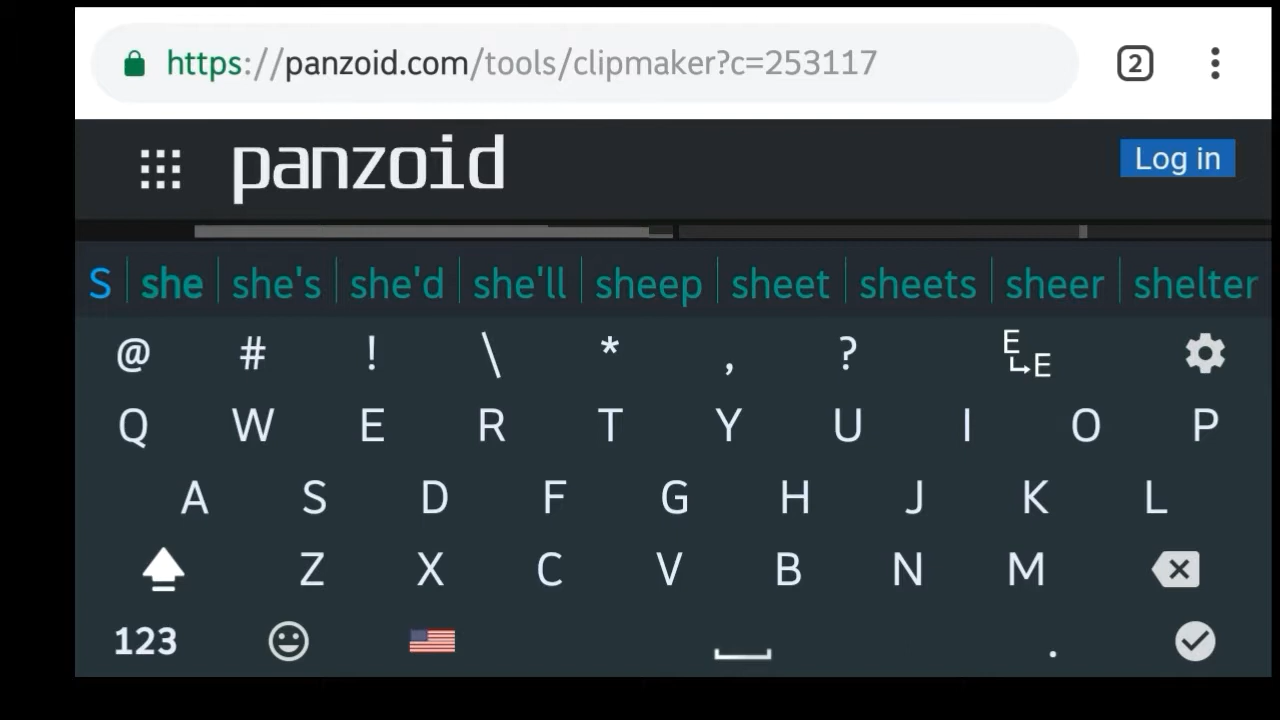 https://panzoid.com/tools/clipmaker?c=253117 2
panzoid Log in
S she she's she'd she'll sheep sheet sheets sheer shelter
@ # ! \ * , ? E E
Q W E R T Y U I O P
A S D F G H J K L
Z X C V B N M
123 .